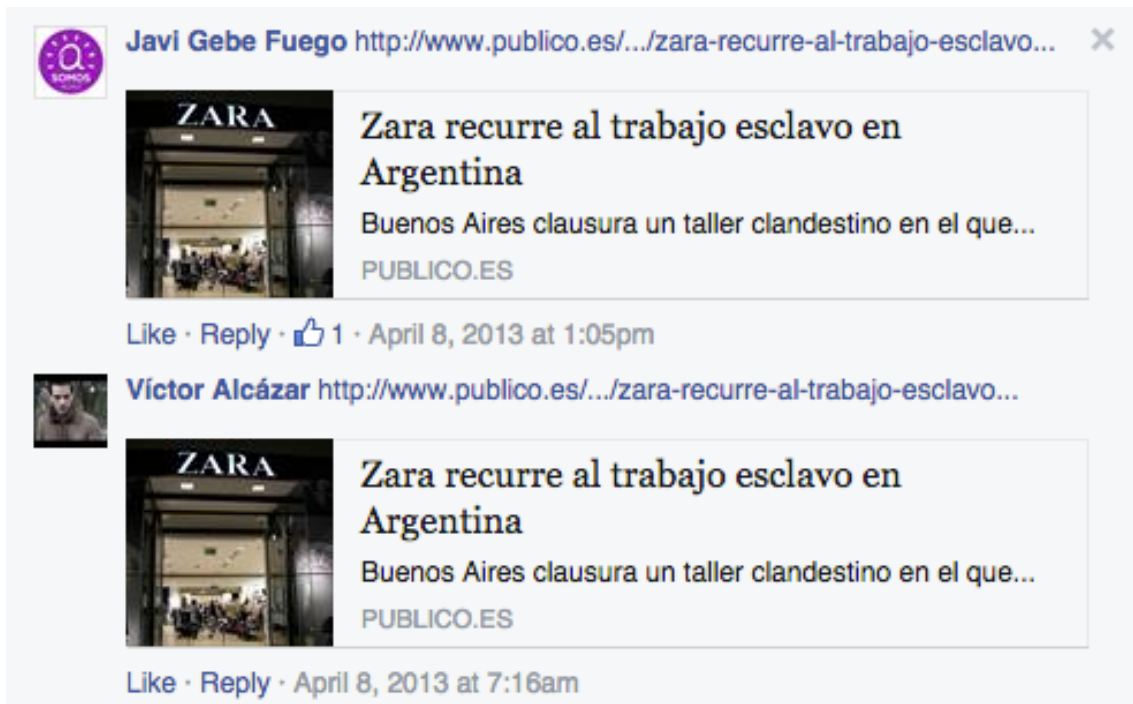 a
SOMOS
Javi Gebe Fuego http://www.publico.es/.../zara-recurre-al-trabajo-esclavo...
ZARA
Zara recurre al trabajo esclavo en
Argentina
Buenos Aires clausura un taller clandestino en el que...
PUBLICO.ES
Like · Reply · 1 · April 8, 2013 at 1:05pm
Víctor Alcázar http://www.publico.es/.../zara-recurre-al-trabajo-esclavo...
ZARA
Zara recurre al trabajo esclavo en
Argentina
Buenos Aires clausura un taller clandestino en el que...
PUBLICO.ES
Like · Reply · April 8, 2013 at 7:16am